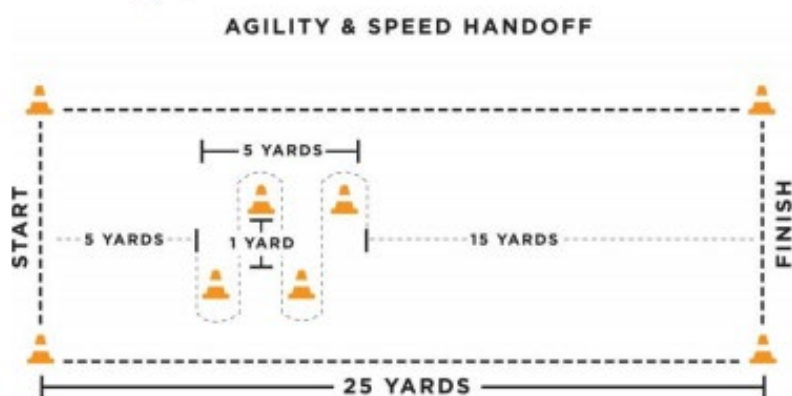 AGILITY & SPEED HANDOFF
5 YARDS
START
5 YARDS
1 YARD
15 YARDS
FINISH
25 YARDS